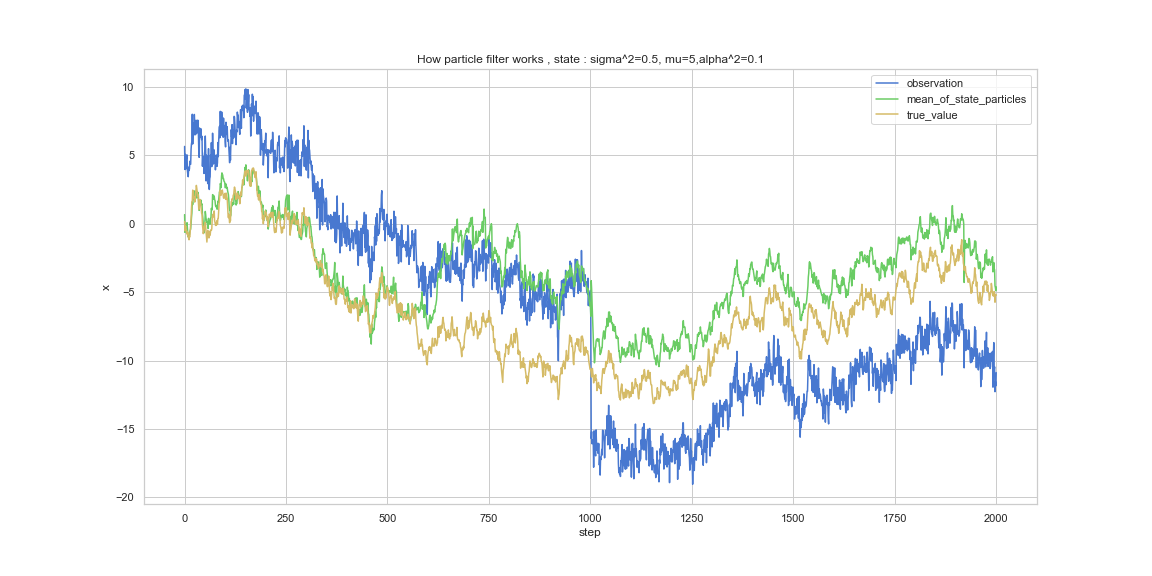 How particle filter works , state : sigma^2=0.5, mu=5,alpha^2=0.1
observation
mean_of_state_particles
true_value
10
5
0
−5
−10
−15
−20
x
0 250 500 750 1000 1250 1500 1750 2000
step